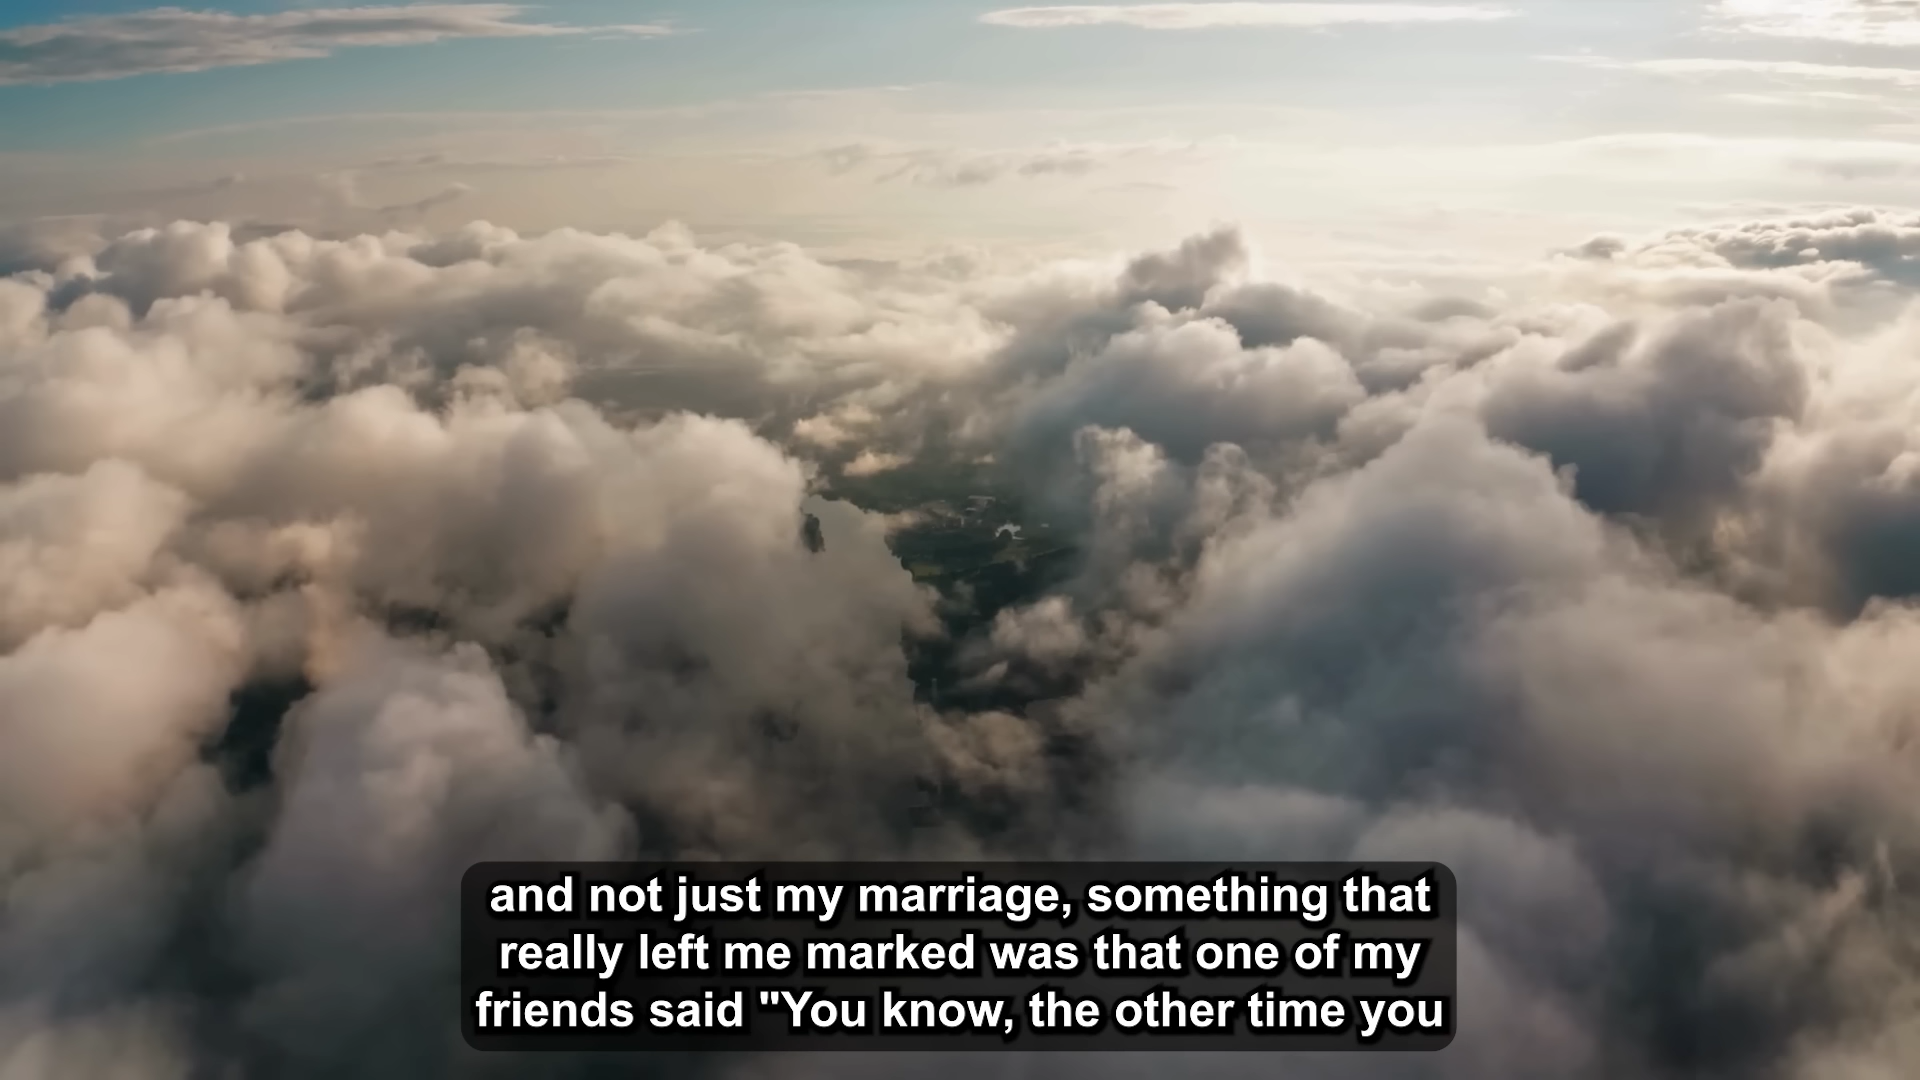 and not just my marriage, something that
really left me marked was that one of my
friends said "You know, the other time you